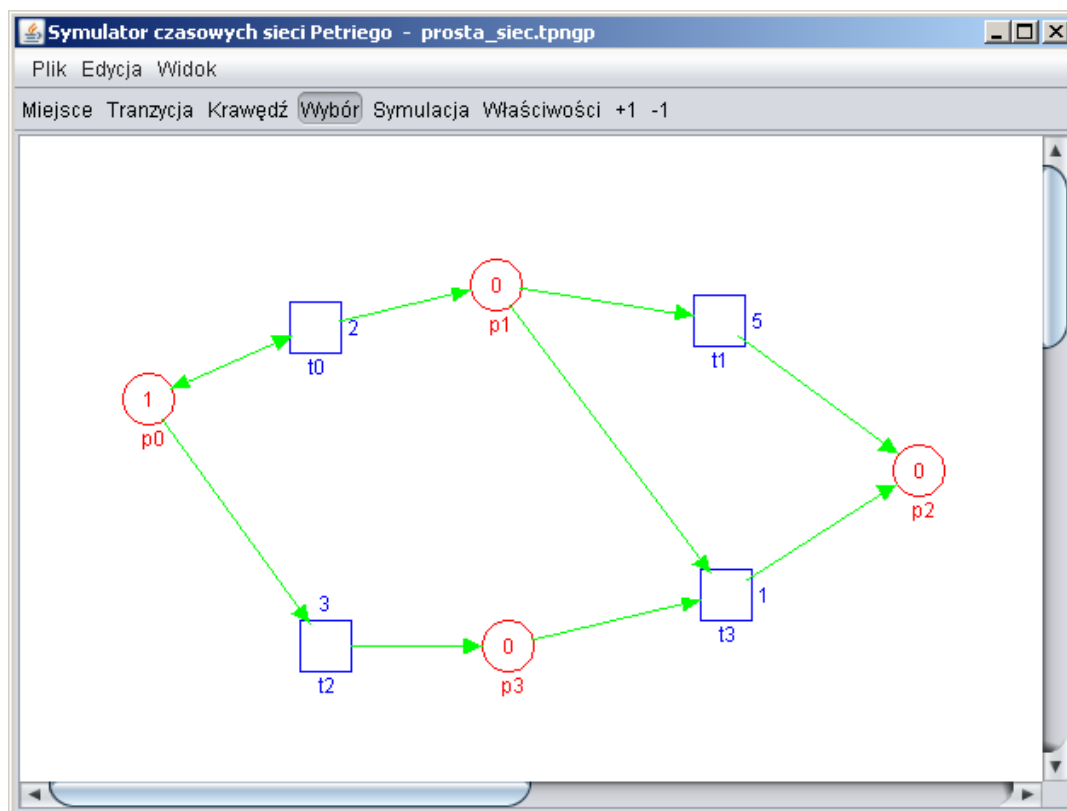 Symulator czasowych sieci Petriego - prosta_siec.tpngp
Plik Edycja Widok
Miejsce Tranzycja Krawędź Wybór Symulacja Właściwości +1 -1
0
p1
2
t0
5
t1
1
p0
0
p2
3
t2
0
p3
1
t3